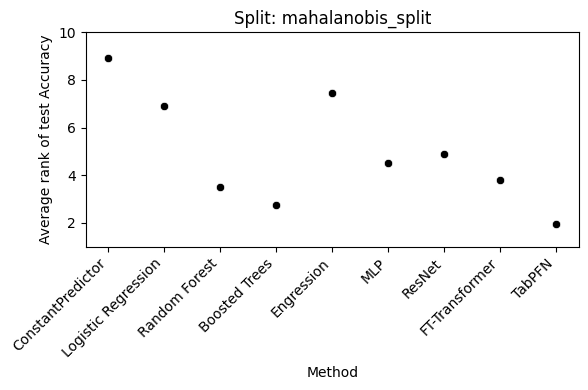 Split: mahalanobis_split
Average rank of test Accuracy
10
8
6
4
2
ConstantPredictor
Logistic Regression
Random Forest
Boosted Trees
Engression
MLP
ResNet
FT-Transformer
TabPFN
Method